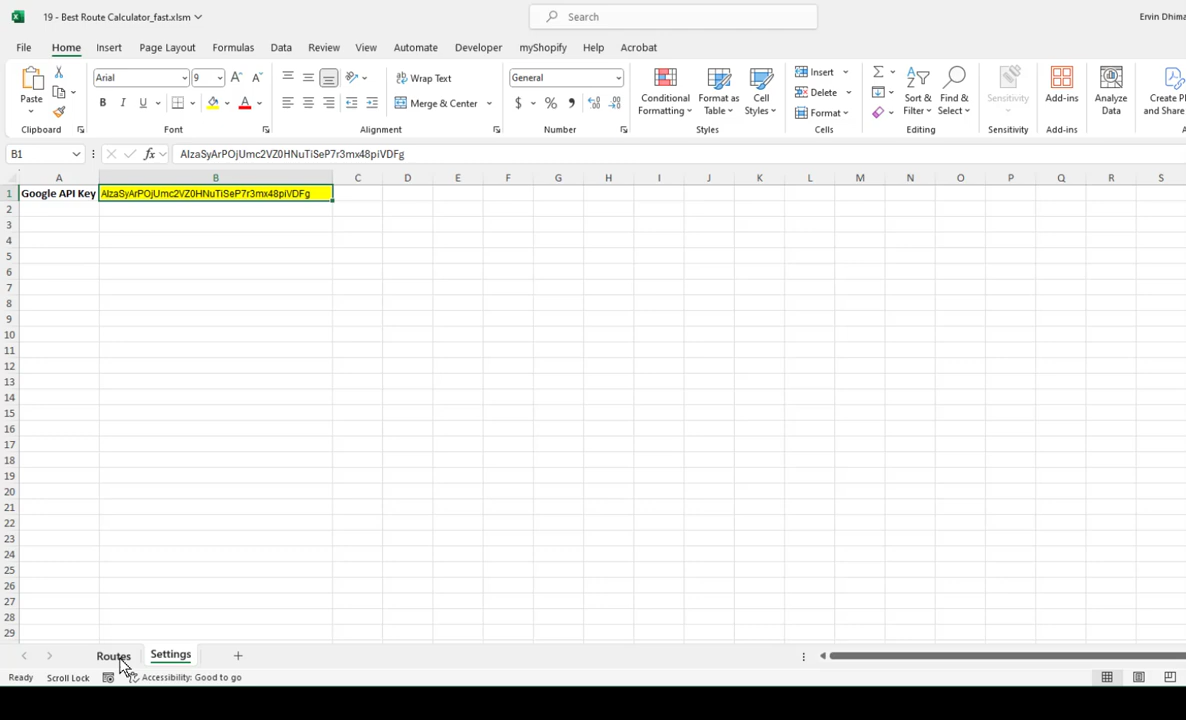 19 - Best Route Calculator_fast.xlsm
Search
Ervin Dhima
File Home Insert Page Layout Formulas Data Review View Automate Developer myShopify Help Acrobat
Paste
Arial 9
Wrap Text
Merge & Center
General
Conditional Formatting
Format as Table
Cell Styles
Insert
Delete
Format
Sort & Filter
Find & Select
Sensitivity
Add-ins
Analyze Data
Create
and Share
Clipboard Font Alignment Number Styles Cells Editing Sensitivity Add-ins
B1 fx AIzaSyArPOjUmc2VZ0HNuTiSeP7r3mx48piVDFg
A B C D E F G H I J K L M N O P Q R S
1 Google API Key AIzaSyArPOjUmc2VZ0HNuTiSeP7r3mx48piVDFg
2
3
4
5
6
7
8
9
10
11
12
13
14
15
16
17
18
19
20
21
22
23
24
25
26
27
28
29
Routes Settings
Ready Scroll Lock Accessibility: Good to go